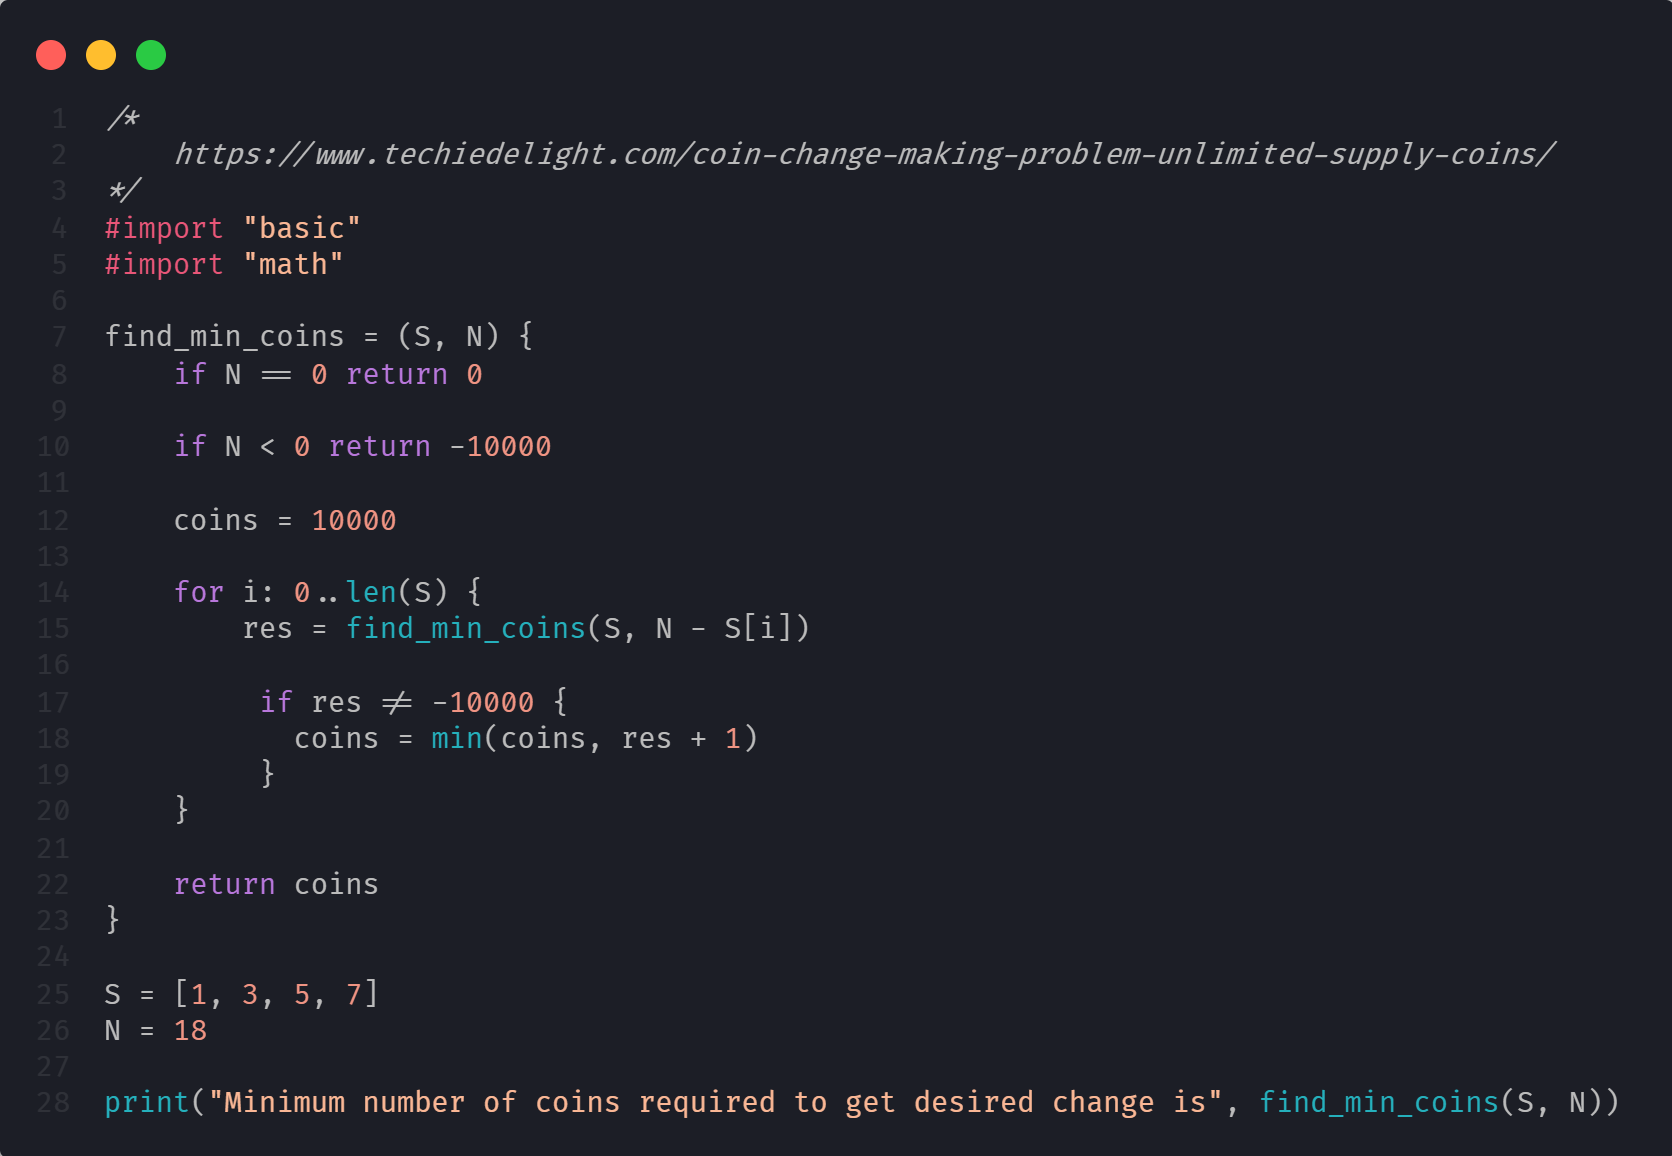 1 /*
2     https://www.techiedelight.com/coin-change-making-problem-unlimited-supply-coins/
3 */
4 #import "basic"
5 #import "math"
6
7 find_min_coins = (S, N) {
8     if N == 0 return 0
9
10     if N < 0 return -10000
11
12     coins = 10000
13
14     for i: 0..len(S) {
15         res = find_min_coins(S, N - S[i])
16
17          if res != -10000 {
18            coins = min(coins, res + 1)
19          }
20     }
21
22     return coins
23 }
24
25 S = [1, 3, 5, 7]
26 N = 18
27
28 print("Minimum number of coins required to get desired change is", find_min_coins(S, N))